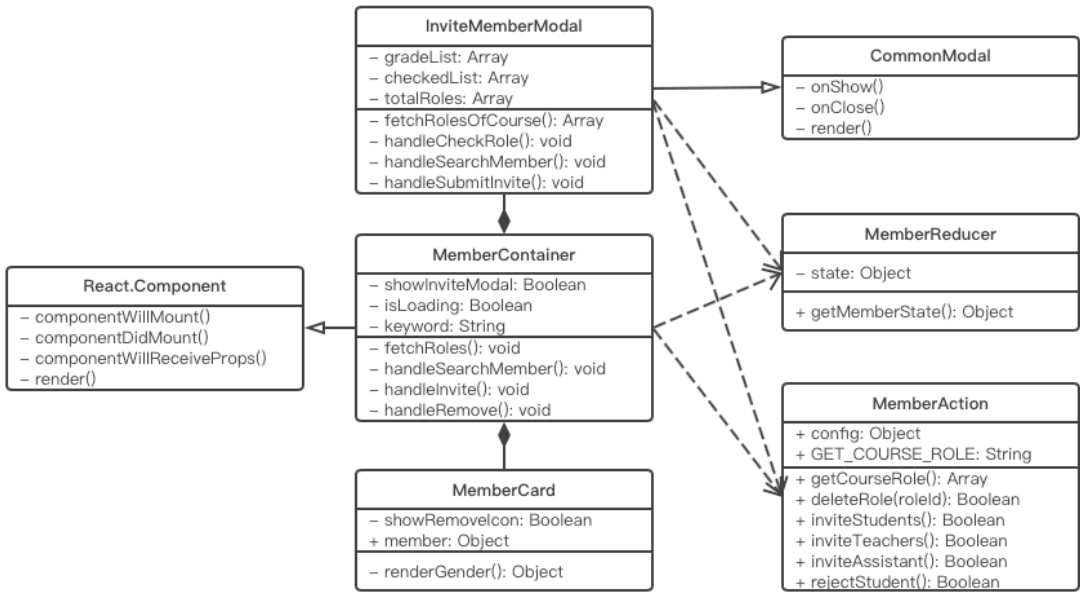 InviteMemberModal
– gradeList: Array
– checkedList: Array
– totalRoles: Array
– fetchRolesOfCourse(): Array
– handleCheckRole(): void
– handleSearchMember(): void
– handleSubmitInvite(): void
CommonModal
– onShow()
– onClose()
– render()
React.Component
– componentWillMount()
– componentDidMount()
– componentWillReceiveProps()
– render()
MemberContainer
– showInviteModal: Boolean
– isLoading: Boolean
– keyword: String
– fetchRoles(): void
– handleSearchMember(): void
– handleInvite(): void
– handleRemove(): void
MemberReducer
– state: Object
+ getMemberState(): Object
MemberCard
– showRemoveIcon: Boolean
+ member: Object
– renderGender(): Object
MemberAction
+ config: Object
+ GET_COURSE_ROLE: String
+ getCourseRole(): Array
+ deleteRole(roleId): Boolean
+ inviteStudents(): Boolean
+ inviteTeachers(): Boolean
+ inviteAssistant(): Boolean
+ rejectStudent(): Boolean